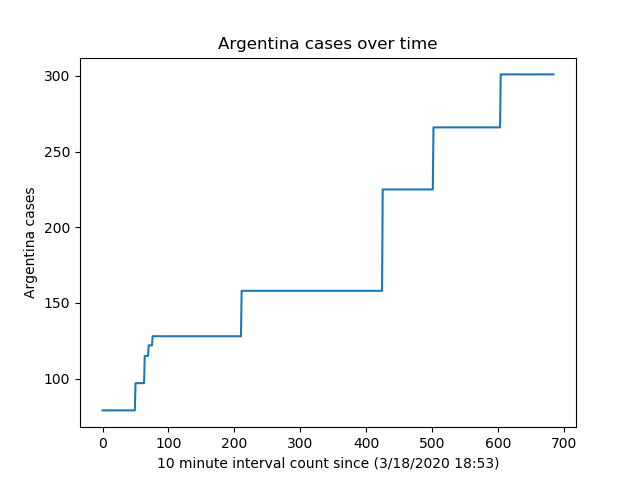 Argentina cases over time
300
250
200
150
100
Argentina cases
0 100 200 300 400 500 600 700
10 minute interval count since (3/18/2020 18:53)